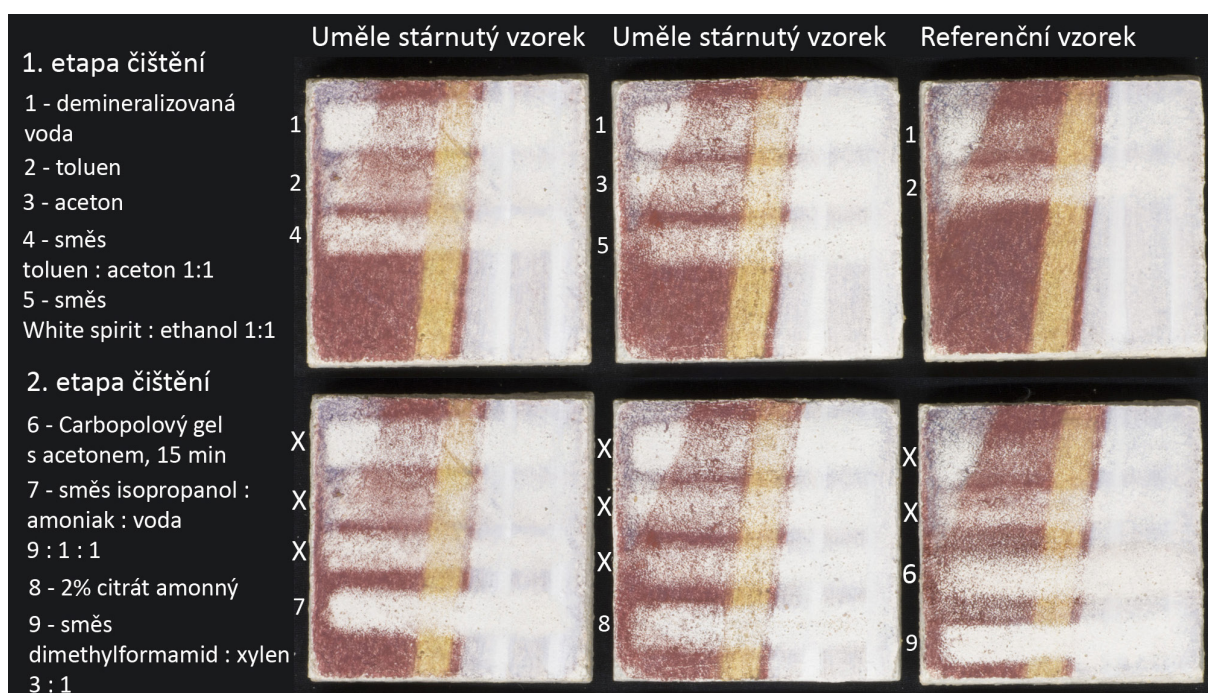 Uměle stárnutý vzorek
Uměle stárnutý vzorek
Referenční vzorek
1. etapa čištění
1 - demineralizovaná
voda
2 - toluen
3 - aceton
4 - směs
toluen : aceton 1:1
5 - směs
White spirit : ethanol 1:1
1
2
4
1
3
5
1
2
2. etapa čištění
6 - Carbopolový gel
s acetonem, 15 min
7 - směs isopropanol :
amoniak : voda
9 : 1 : 1
8 - 2% citrát amonný
9 - směs
dimethylformamid : xylen
3 : 1
X
X
X
7
X
X
X
8
X
X
6
9